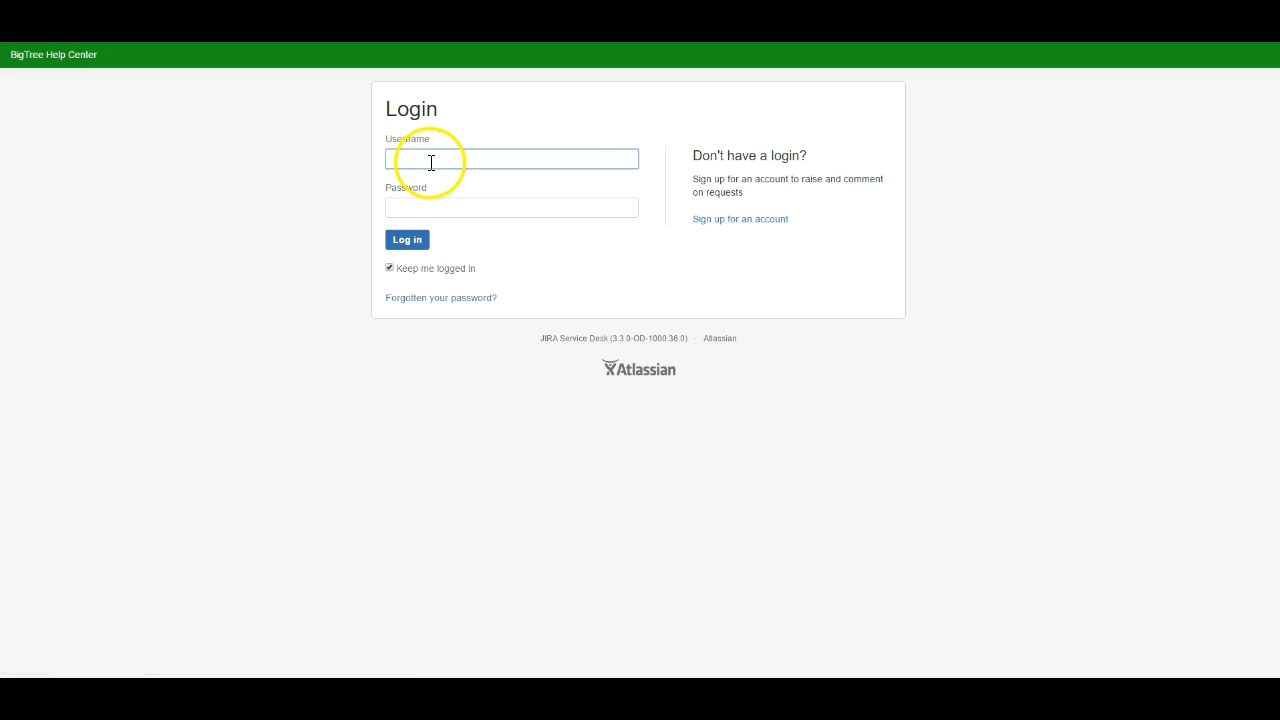 BigTree Help Center
Login
Username
Password
Log in
Keep me logged in
Forgotten your password?
Don't have a login?
Sign up for an account to raise and comment
on requests
Sign up for an account
JIRA Service Desk (3.3.0-OD-1000.36.0) · Atlassian
Atlassian